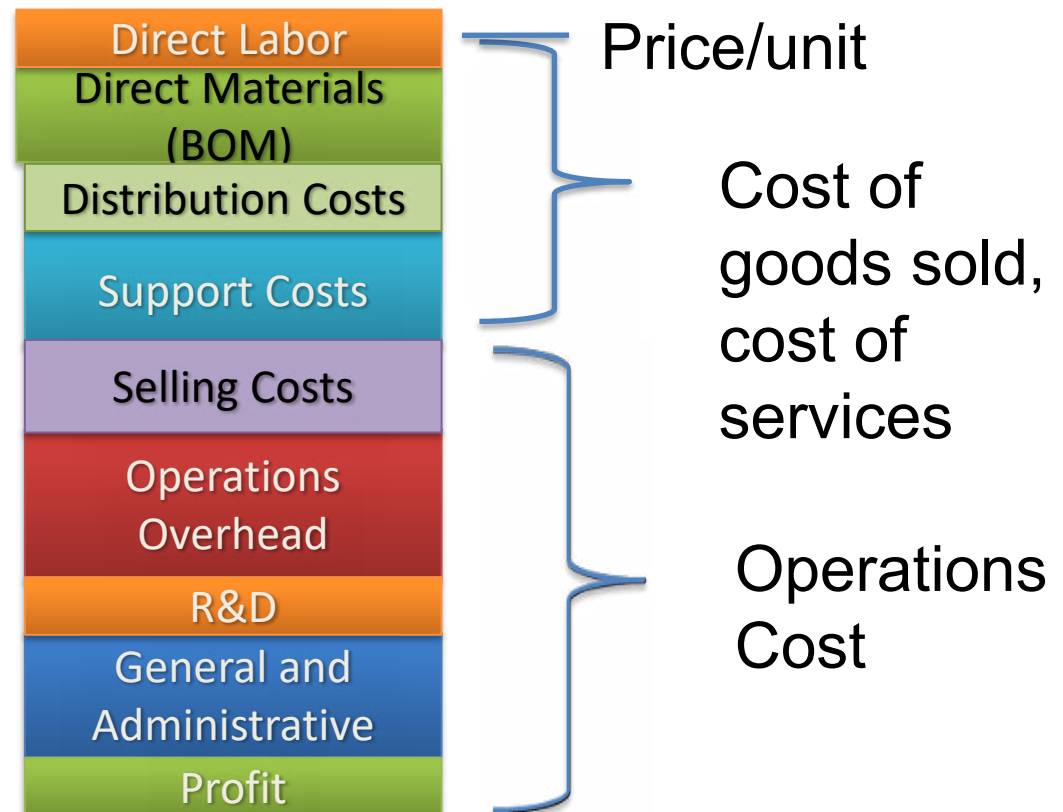 Direct Labor
Direct Materials
(BOM)
Distribution Costs
Support Costs
Selling Costs
Operations
Overhead
R&D
General and
Administrative
Profit
Price/unit
Cost of
goods sold,
cost of
services
Operations
Cost